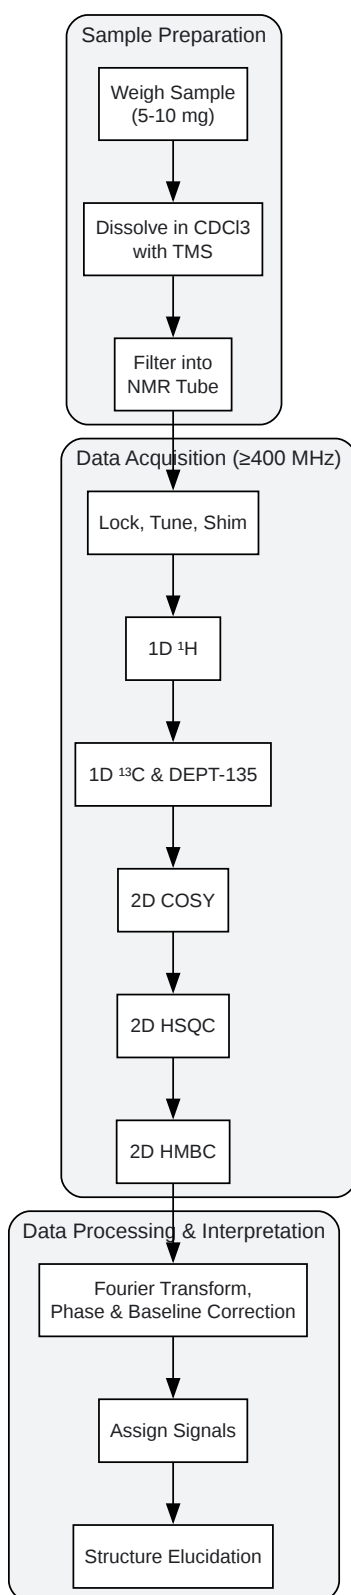 Sample Preparation
Weigh Sample
(5-10 mg)
Dissolve in CDCl3
with TMS
Filter into
NMR Tube
Data Acquisition (≥400 MHz)
Lock, Tune, Shim
1D ¹H
1D ¹³C & DEPT-135
2D COSY
2D HSQC
2D HMBC
Data Processing & Interpretation
Fourier Transform,
Phase & Baseline Correction
Assign Signals
Structure Elucidation